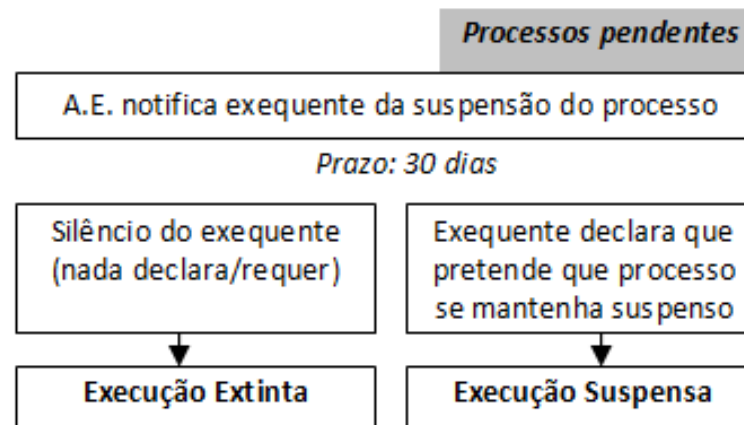 Processos pendentes
A.E. notifica exequente da suspensão do processo
Prazo: 30 dias
Silêncio do exequente
(nada declara/requer)
Exequente declara que
pretende que processo
se mantenha suspenso
Execução Extinta
Execução Suspensa